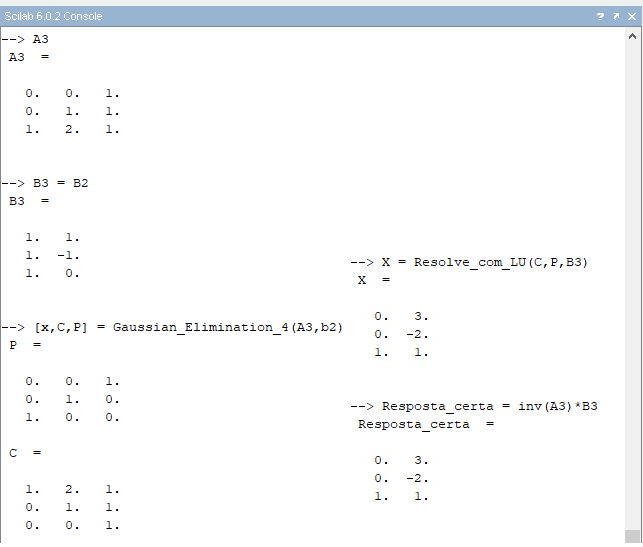 Scilab 6.0.2 Console
? ↗ ✕
--> A3
A3  =
0.   0.   1.
0.   1.   1.
1.   2.   1.
--> B3 = B2
B3  =
1.   1.
1.  -1.
1.   0.
--> [x,C,P] = Gaussian_Elimination_4(A3,b2)
P  =
0.   0.   1.
0.   1.   0.
1.   0.   0.
C  =
1.   2.   1.
0.   1.   1.
0.   0.   1.
--> X = Resolve_com_LU(C,P,B3)
X  =
0.   3.
0.  -2.
1.   1.
--> Resposta_certa = inv(A3)*B3
Resposta_certa  =
0.   3.
0.  -2.
1.   1.